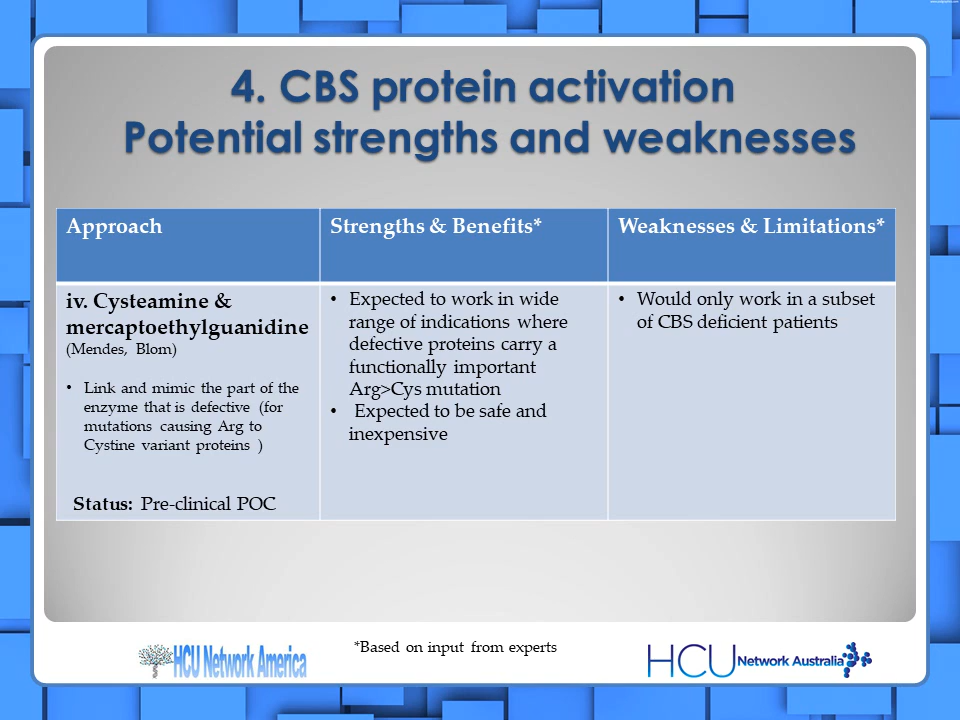 4. CBS protein activation
Potential strengths and weaknesses
Approach
Strengths & Benefits*
Weaknesses & Limitations*
iv. Cysteamine &
mercaptoethylguanidine
(Mendes, Blom)
• Link and mimic the part of the
enzyme that is defective (for
mutations causing Arg to
Cystine variant proteins )
Status: Pre-clinical POC
• Expected to work in wide
range of indications where
defective proteins carry a
functionally important
Arg>Cys mutation
• Expected to be safe and
inexpensive
• Would only work in a subset
of CBS deficient patients
*Based on input from experts
HCU Network America
HCU Network Australia